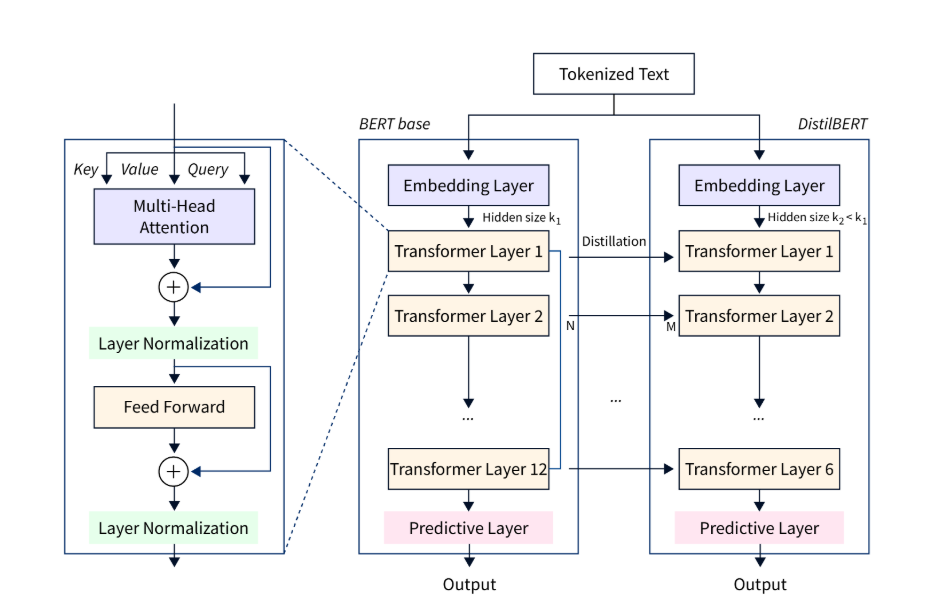 Tokenized Text
BERT base
DistilBERT
Key Value Query
Multi-Head
Attention
+
Layer Normalization
Feed Forward
+
Layer Normalization
Embedding Layer
Hidden size k₁
Transformer Layer 1
Transformer Layer 2
N
...
Transformer Layer 12
Predictive Layer
Output
Distillation
M
...
Embedding Layer
Hidden size k₂ < k₁
Transformer Layer 1
Transformer Layer 2
...
Transformer Layer 6
Predictive Layer
Output